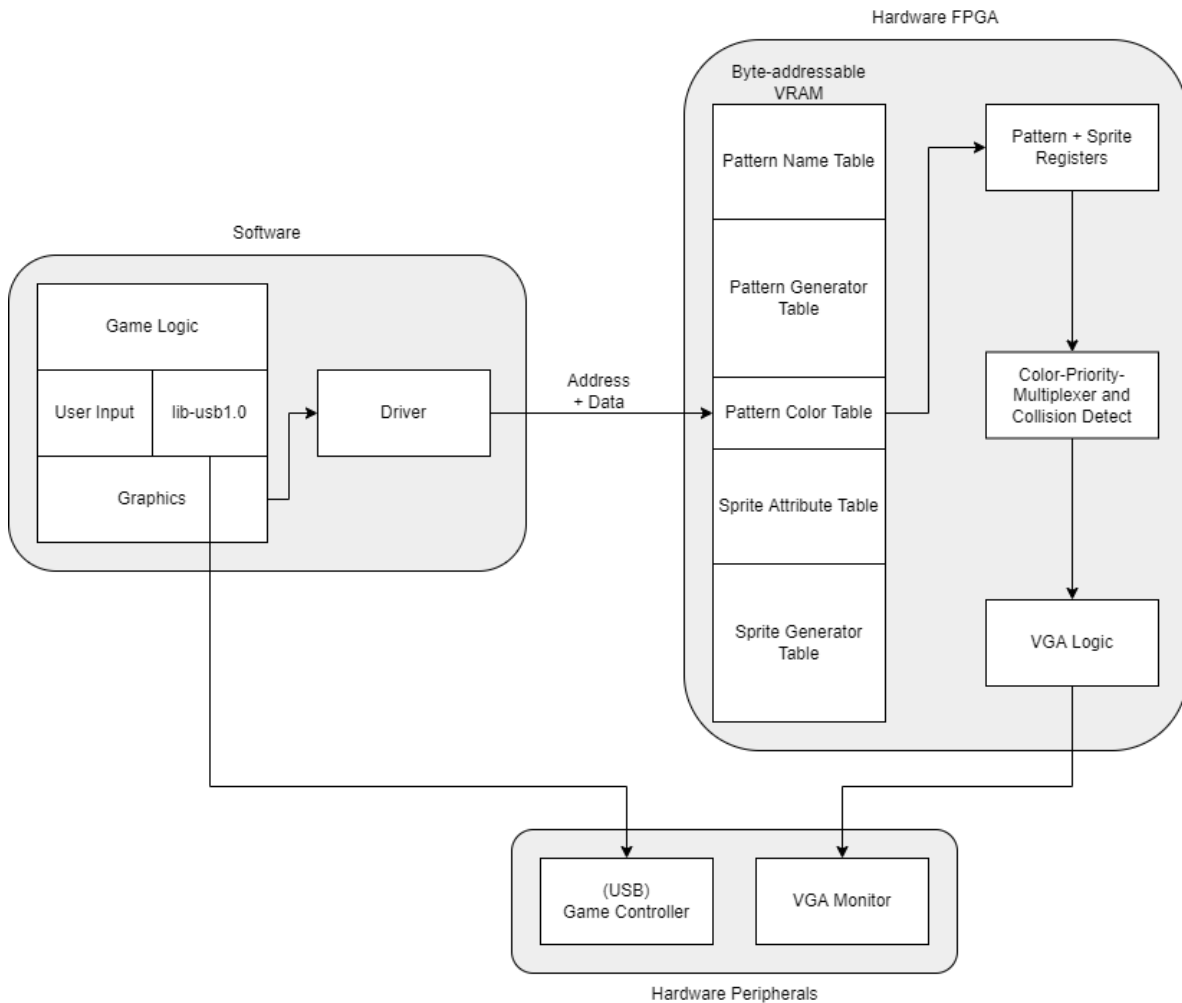 Hardware FPGA
Byte-addressable
VRAM
Pattern Name Table
Pattern Generator
Table
Pattern Color Table
Sprite Attribute Table
Sprite Generator
Table
Pattern + Sprite
Registers
Color-Priority-
Multiplexer and
Collision Detect
VGA Logic
Software
Game Logic
User Input
lib-usb1.0
Graphics
Driver
Address
+ Data
(USB)
Game Controller
VGA Monitor
Hardware Peripherals